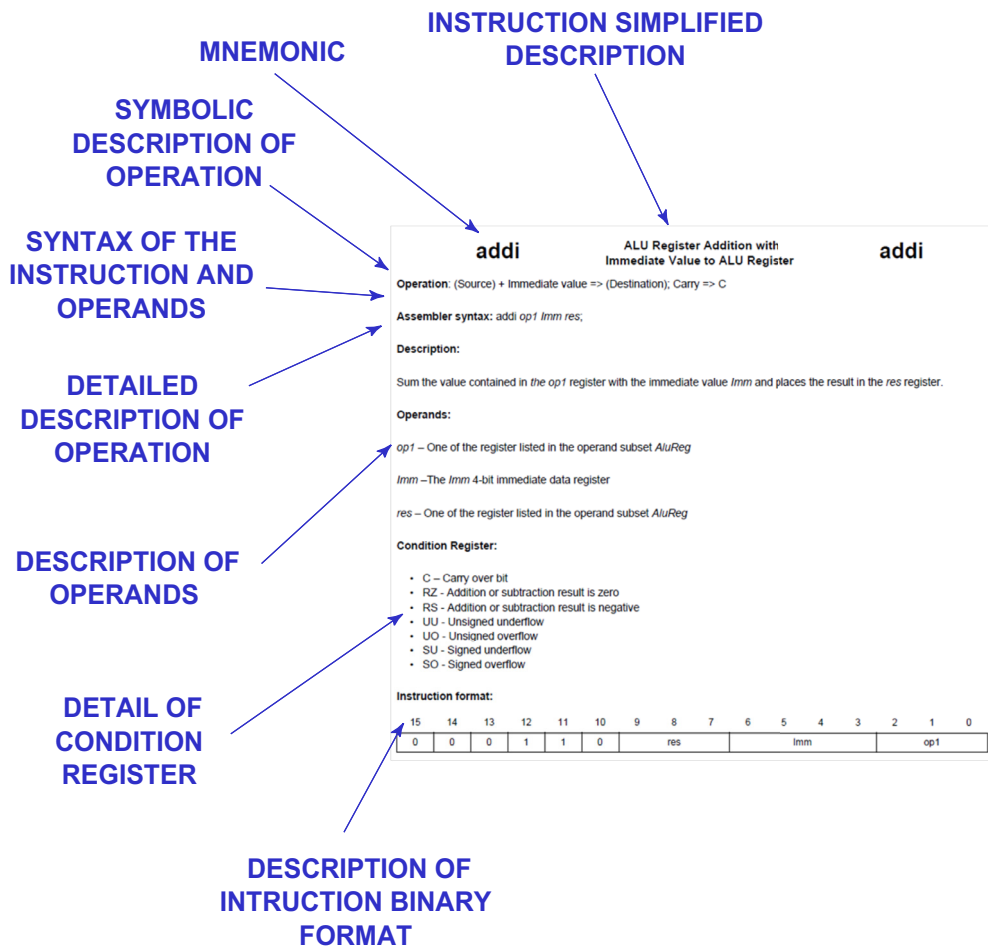 INSTRUCTION SIMPLIFIED
DESCRIPTION
MNEMONIC
SYMBOLIC
DESCRIPTION OF
OPERATION
SYNTAX OF THE
INSTRUCTION AND
OPERANDS
DETAILED
DESCRIPTION OF
OPERATION
DESCRIPTION OF
OPERANDS
DETAIL OF
CONDITION
REGISTER
DESCRIPTION OF
INTRUCTION BINARY
FORMAT
addi
ALU Register Addition with
Immediate Value to ALU Register
addi
Operation: (Source) + Immediate value => (Destination); Carry => C
Assembler syntax: addi op1 Imm res;
Description:
Sum the value contained in the op1 register with the immediate value Imm and places the result in the res register.
Operands:
op1 – One of the register listed in the operand subset AluReg
Imm –The Imm 4-bit immediate data register
res – One of the register listed in the operand subset AluReg
Condition Register:
• C – Carry over bit
• RZ - Addition or subtraction result is zero
• RS - Addition or subtraction result is negative
• UU - Unsigned underflow
• UO - Unsigned overflow
• SU - Signed underflow
• SO - Signed overflow
Instruction format:
15 14 13 12 11 10 9 8 7 6 5 4 3 2 1 0
0 0 0 1 1 0 res Imm op1